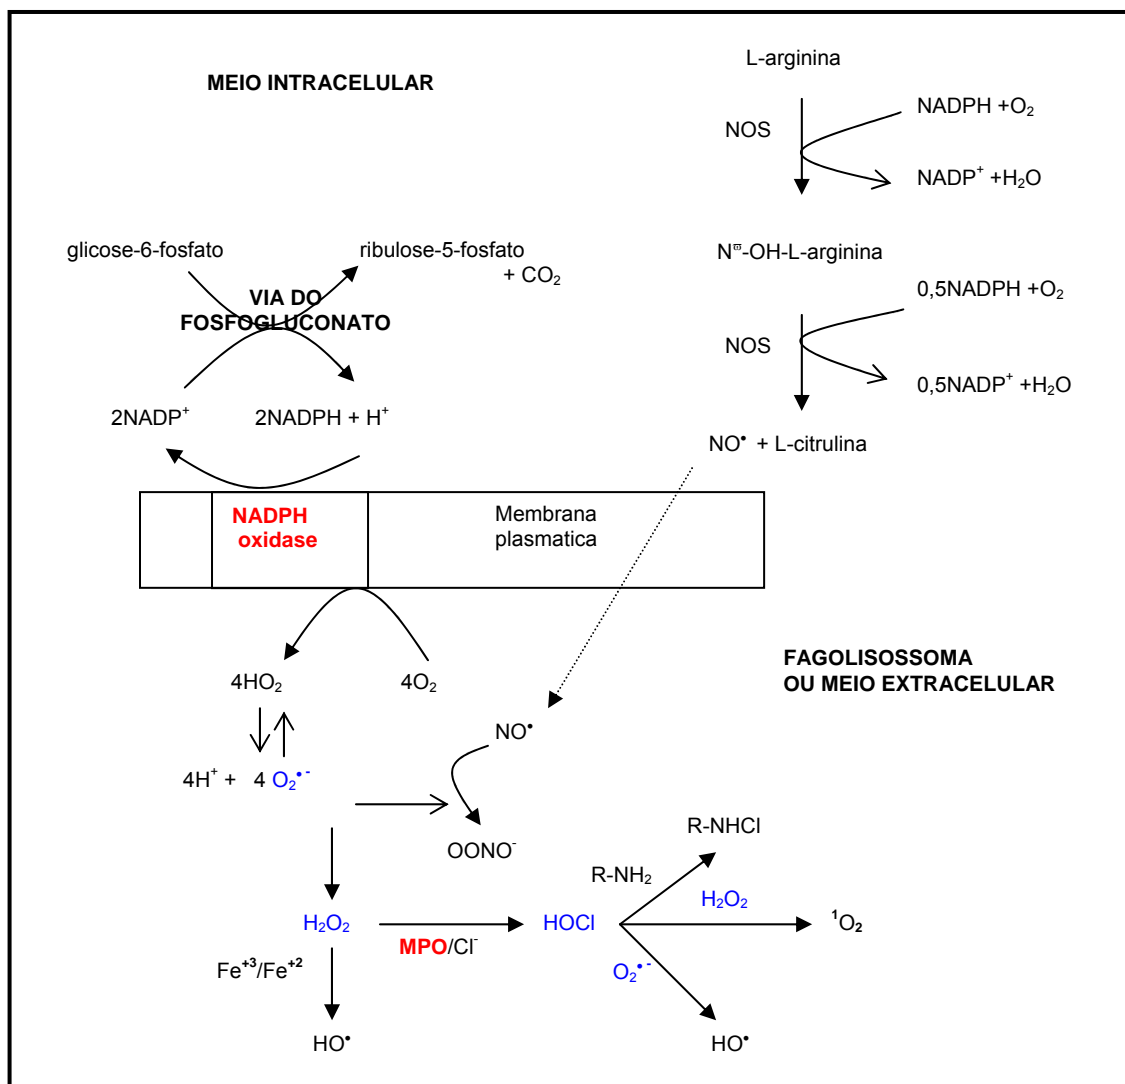 L-arginina
MEIO INTRACELULAR
NADPH +O₂
NOS
NADP⁺ +H₂O
glicose-6-fosfato
ribulose-5-fosfato
+ CO₂
Nᵚ-OH-L-arginina
VIA DO
FOSFOGLUCONATO
0,5NADPH +O₂
NOS
0,5NADP⁺ +H₂O
2NADP⁺
2NADPH + H⁺
NO• + L-citrulina
NADPH
oxidase
Membrana
plasmatica
FAGOLISOSSOMA
OU MEIO EXTRACELULAR
4HO₂
4O₂
NO•
4H⁺ + 4 O₂•⁻
OONO⁻
R-NHCl
R-NH₂
H₂O₂
H₂O₂
HOCl
¹O₂
MPO/Cl⁻
Fe⁺³/Fe⁺²
O₂•⁻
HO•
HO•